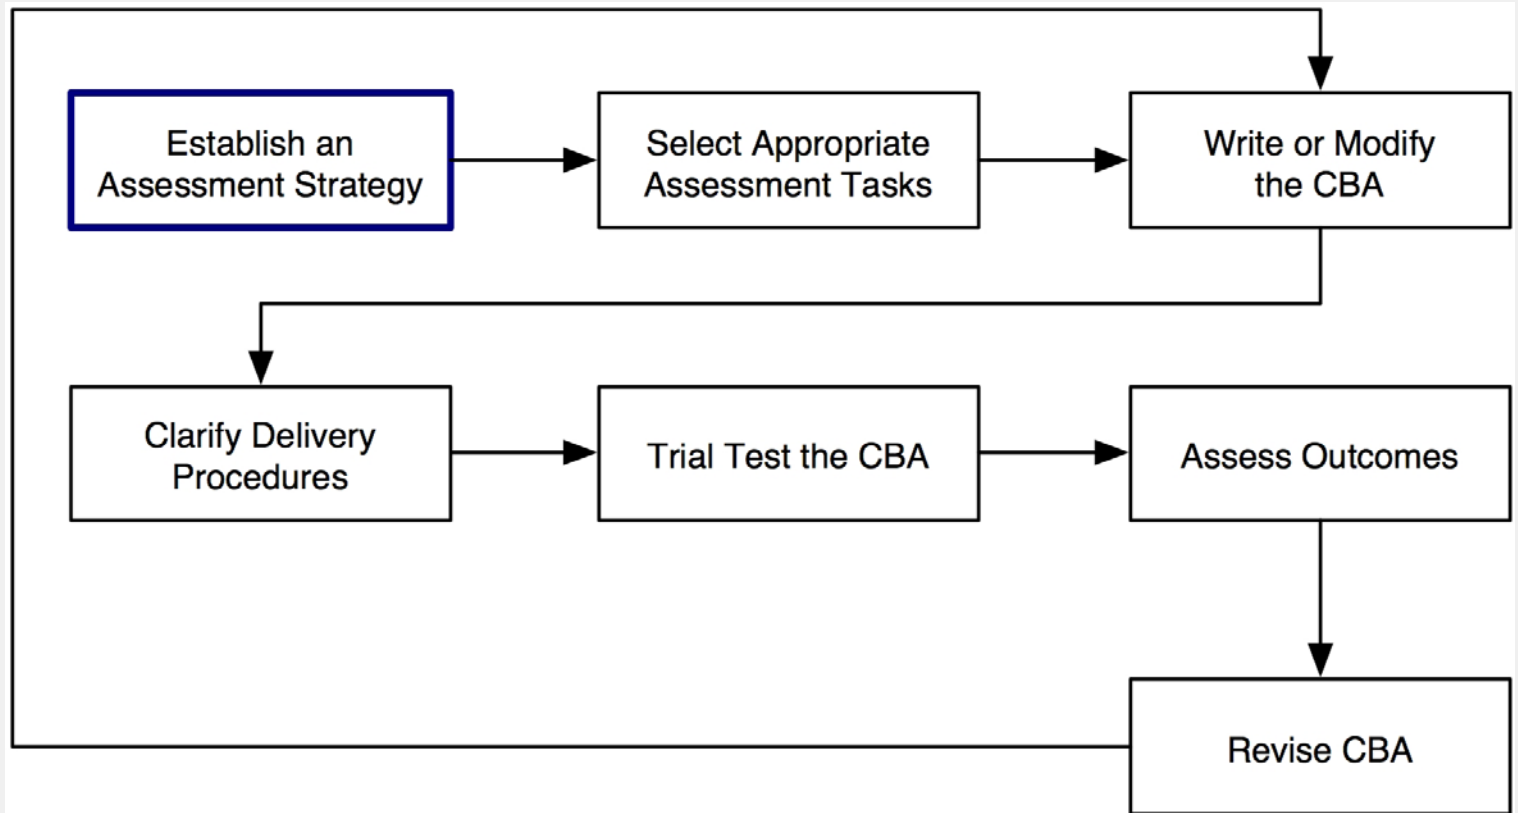 Establish an
Assessment Strategy
Select Appropriate
Assessment Tasks
Write or Modify
the CBA
Clarify Delivery
Procedures
Trial Test the CBA
Assess Outcomes
Revise CBA